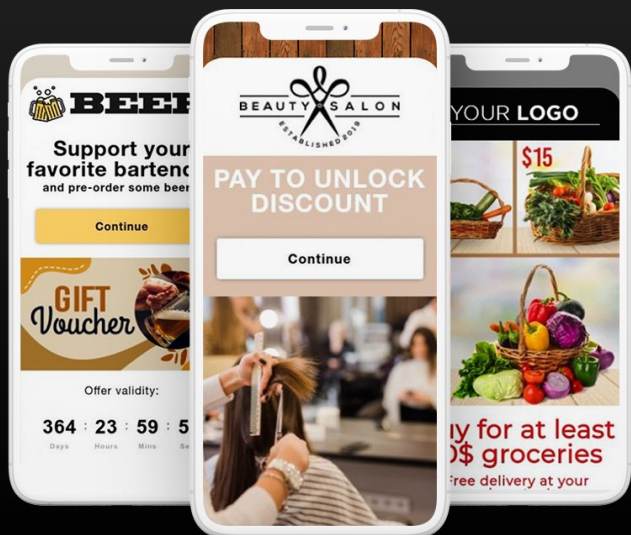 BEE
Support your
favorite bartend
and pre-order some beer
Continue
GIFT
Voucher
Offer validity:
364 : 23 : 59 : 5
Days Hours Mins Se
BEAUTY SALON
ESTABLISHED 2019
PAY TO UNLOCK
DISCOUNT
Continue
YOUR LOGO
$15
uy for at least
0$ groceries
Free delivery at your